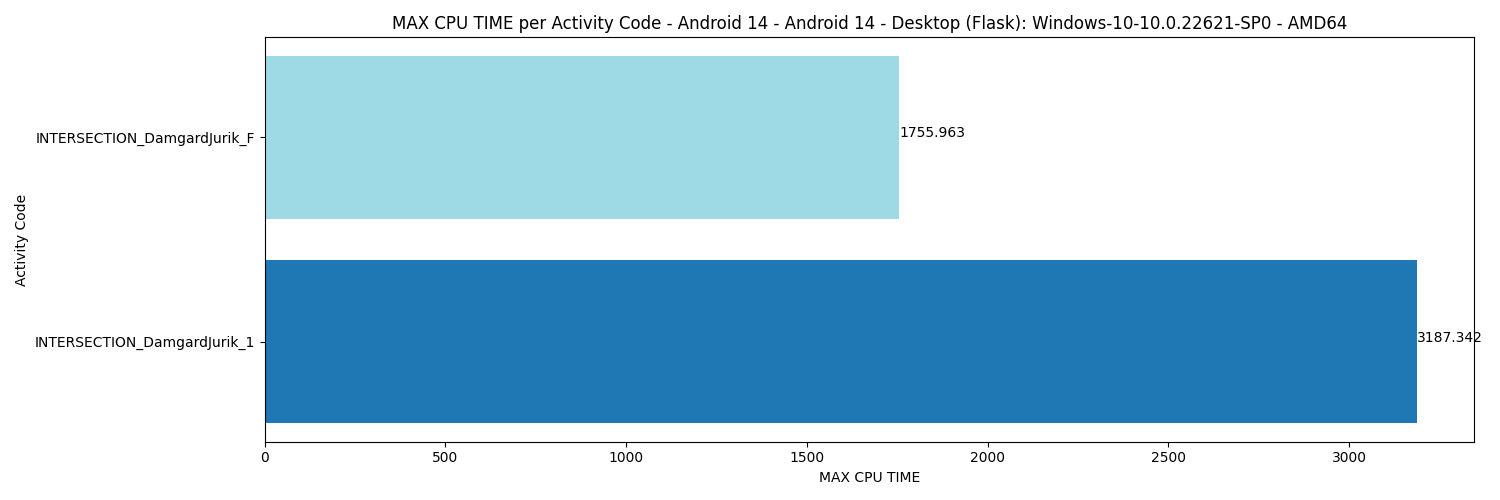 MAX CPU TIME per Activity Code - Android 14 - Android 14 - Desktop (Flask): Windows-10-10.0.22621-SP0 - AMD64
INTERSECTION_DamgardJurik_F
1755.963
Activity Code
INTERSECTION_DamgardJurik_1
3187.342
0 500 1000 1500 2000 2500 3000
MAX CPU TIME